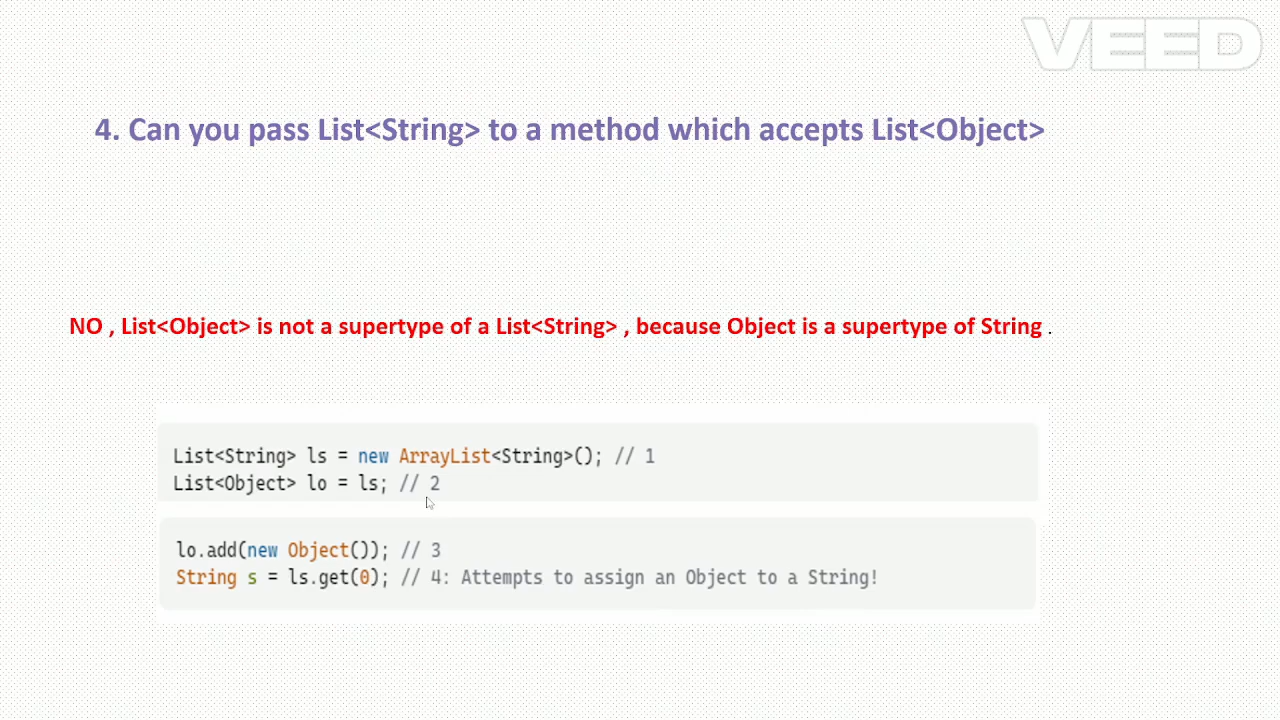 VEED
4. Can you pass List<String> to a method which accepts List<Object>
NO , List<Object> is not a supertype of a List<String> , because Object is a supertype of String .
List<String> ls = new ArrayList<String>(); // 1
List<Object> lo = ls; // 2
lo.add(new Object()); // 3
String s = ls.get(0); // 4: Attempts to assign an Object to a String!